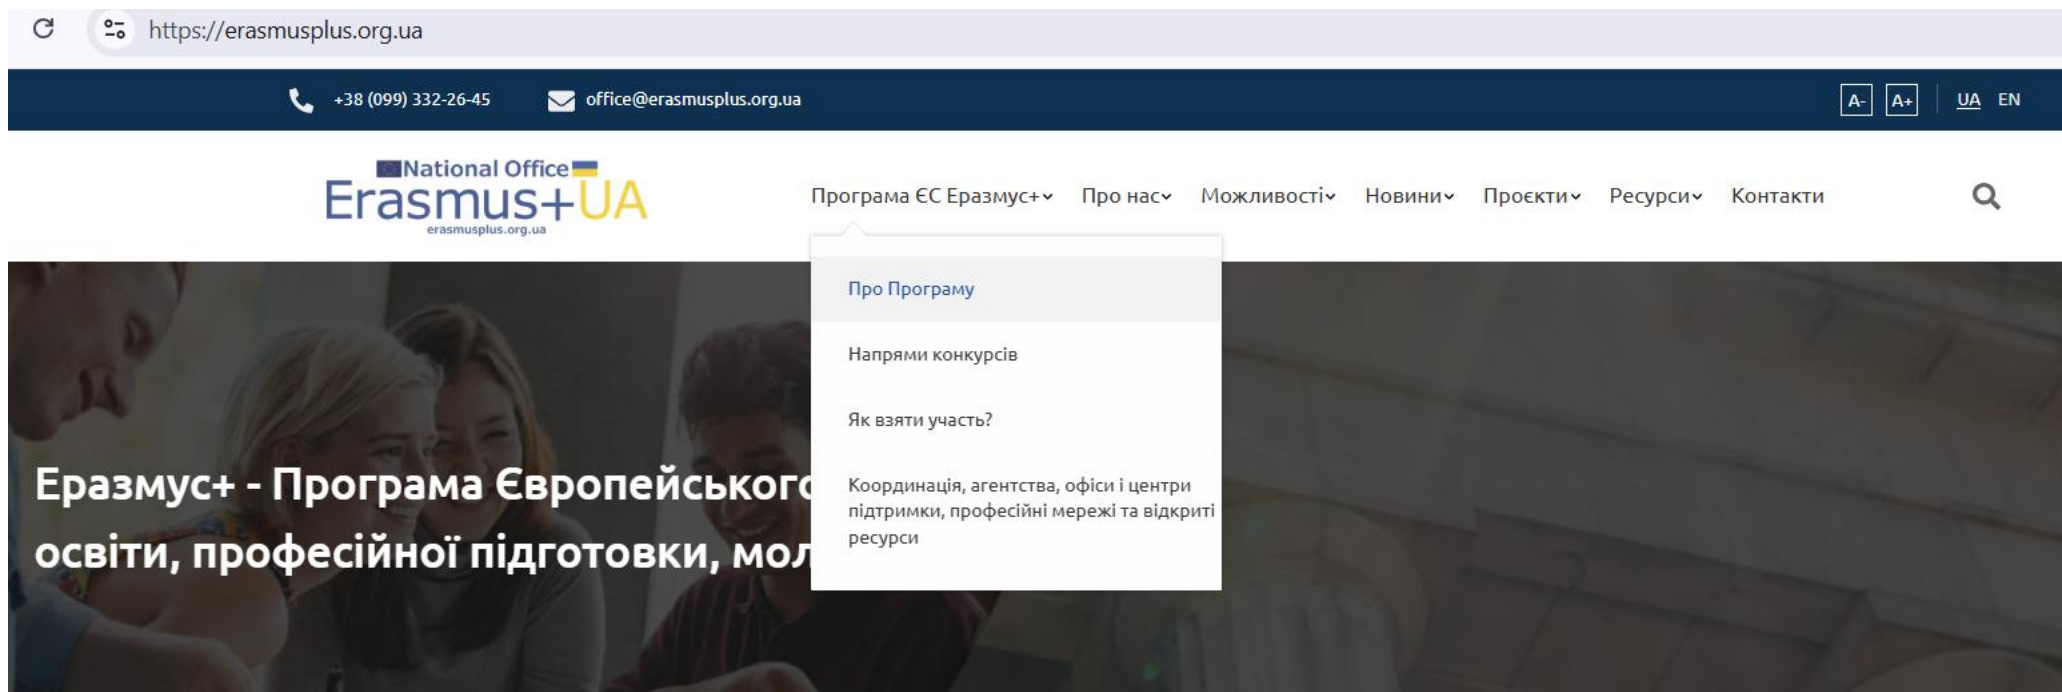 https://erasmusplus.org.ua
+38 (099) 332-26-45 office@erasmusplus.org.ua A- A+ UA EN
National Office
Erasmus+UA
erasmusplus.org.ua
Програма ЄС Еразмус+ Про нас Можливості Новини Проєкти Ресурси Контакти
Про Програму
Напрями конкурсів
Як взяти участь?
Координація, агентства, офіси і центри
підтримки, професійні мережі та відкриті
ресурси
Еразмус+ - Програма Європейського
освіти, професійної підготовки, мол